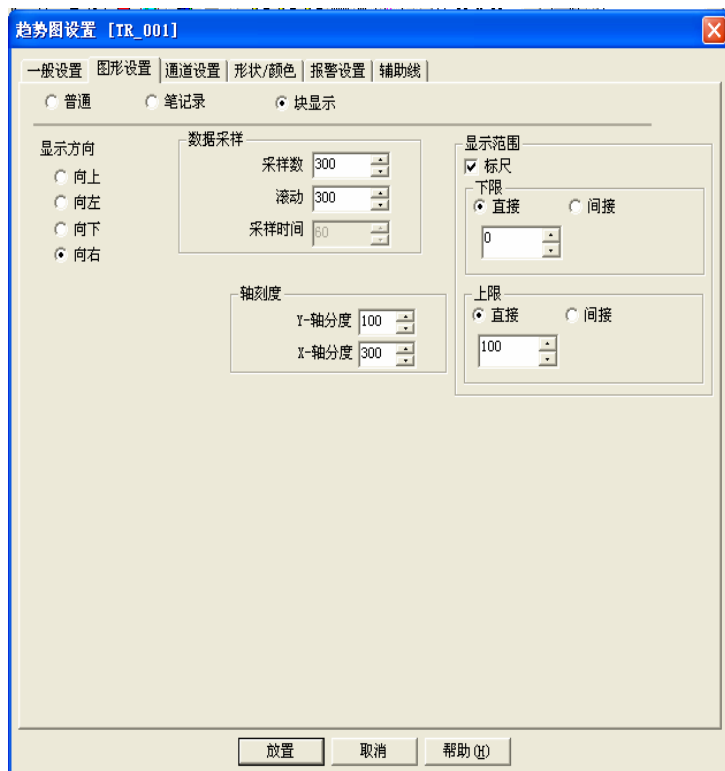 趋势图设置 [TR_001]
一般设置 图形设置 通道设置 形状/颜色 报警设置 辅助线
普通 笔记录 块显示
显示方向
向上
向左
向下
向右
数据采样
采样数 300
滚动 300
采样时间 60
轴刻度
Y-轴分度 100
X-轴分度 300
显示范围
标尺
下限
直接 间接
0
上限
直接 间接
100
放置 取消 帮助(H)